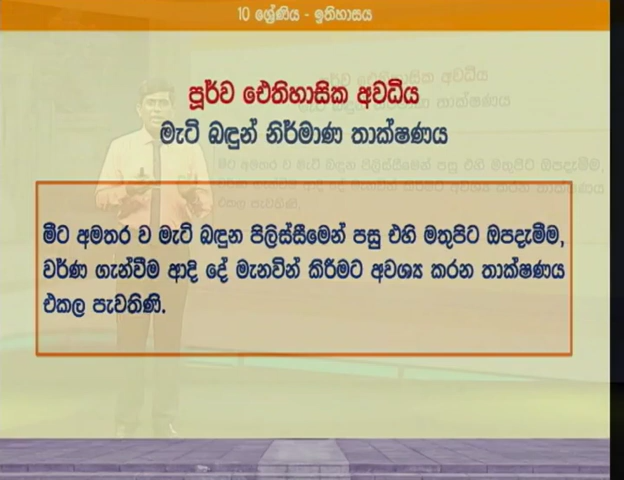 10 ශ්‍රේණිය - ඉතිහාසය
පූර්ව ඓතිහාසික අවධිය
මැටි බඳුන් නිර්මාණ තාක්ෂණය
මීට අමතර ව මැටි බඳුන පිලිස්සීමෙන් පසු එහි මතුපිට ඔපදැමීම,
වර්ණ ගැන්වීම ආදි දේ මැනවින් කිරීමට අවශ්‍ය කරන තාක්ෂණය
එකල පැවතිණි.